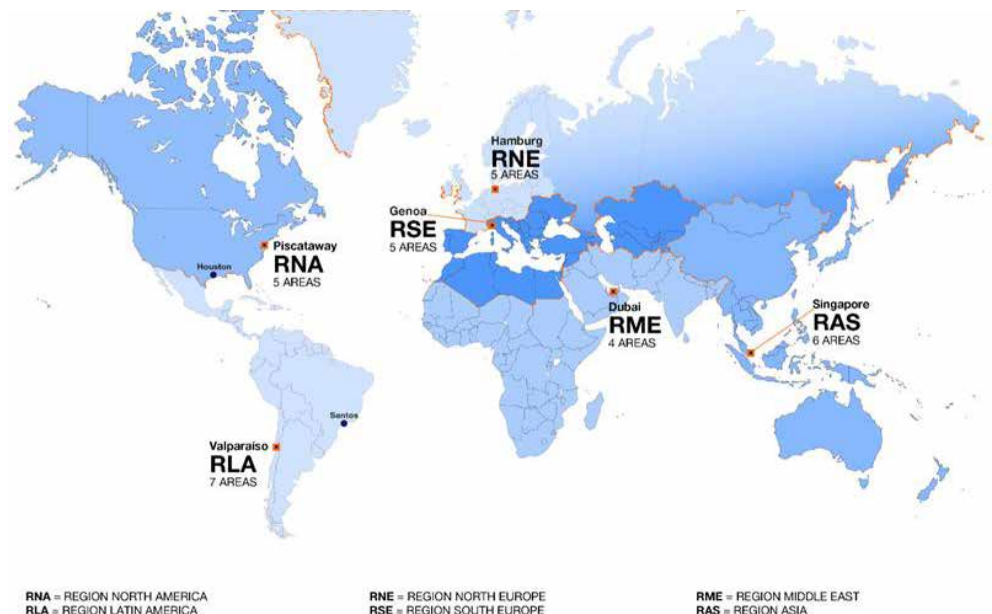 Hamburg
RNE
5 AREAS
Genoa
RSE
5 AREAS
Piscataway
RNA
5 AREAS
Houston
Dubai
RME
4 AREAS
Singapore
RAS
6 AREAS
Santos
Valparaíso
RLA
7 AREAS
RNA = REGION NORTH AMERICA
RLA = REGION LATIN AMERICA
RNE = REGION NORTH EUROPE
RSE = REGION SOUTH EUROPE
RME = REGION MIDDLE EAST
RAS = REGION ASIA